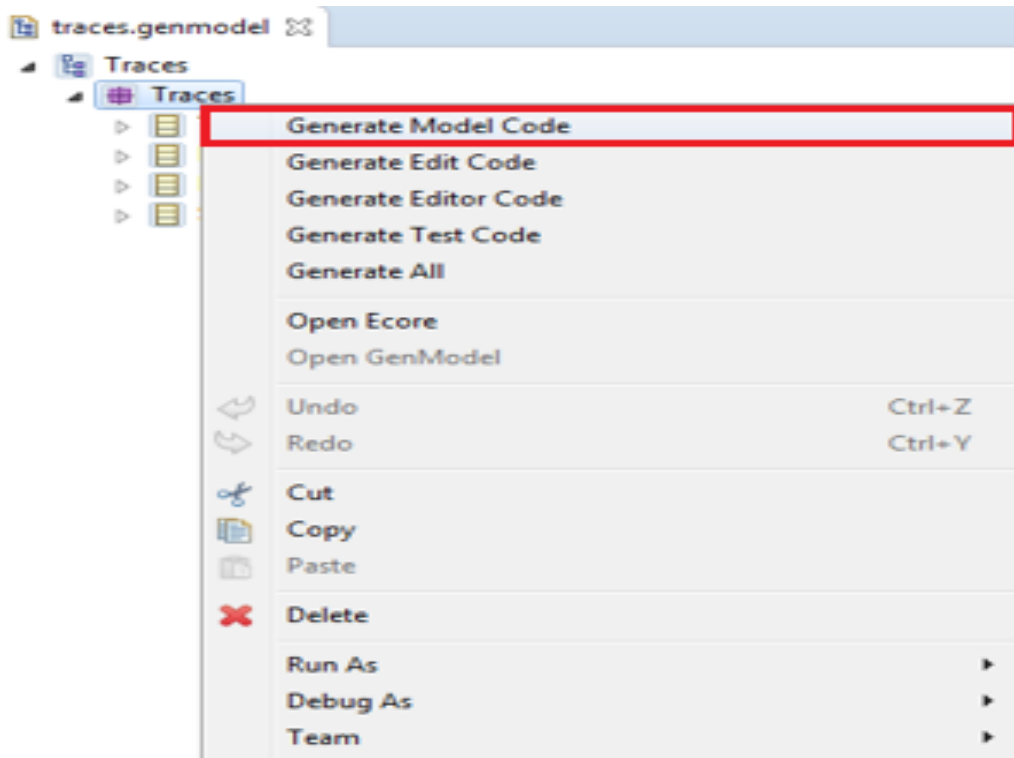 traces.genmodel
Traces
Traces
Generate Model Code
Generate Edit Code
Generate Editor Code
Generate Test Code
Generate All
Open Ecore
Open GenModel
Undo Ctrl+Z
Redo Ctrl+Y
Cut
Copy
Paste
Delete
Run As
Debug As
Team